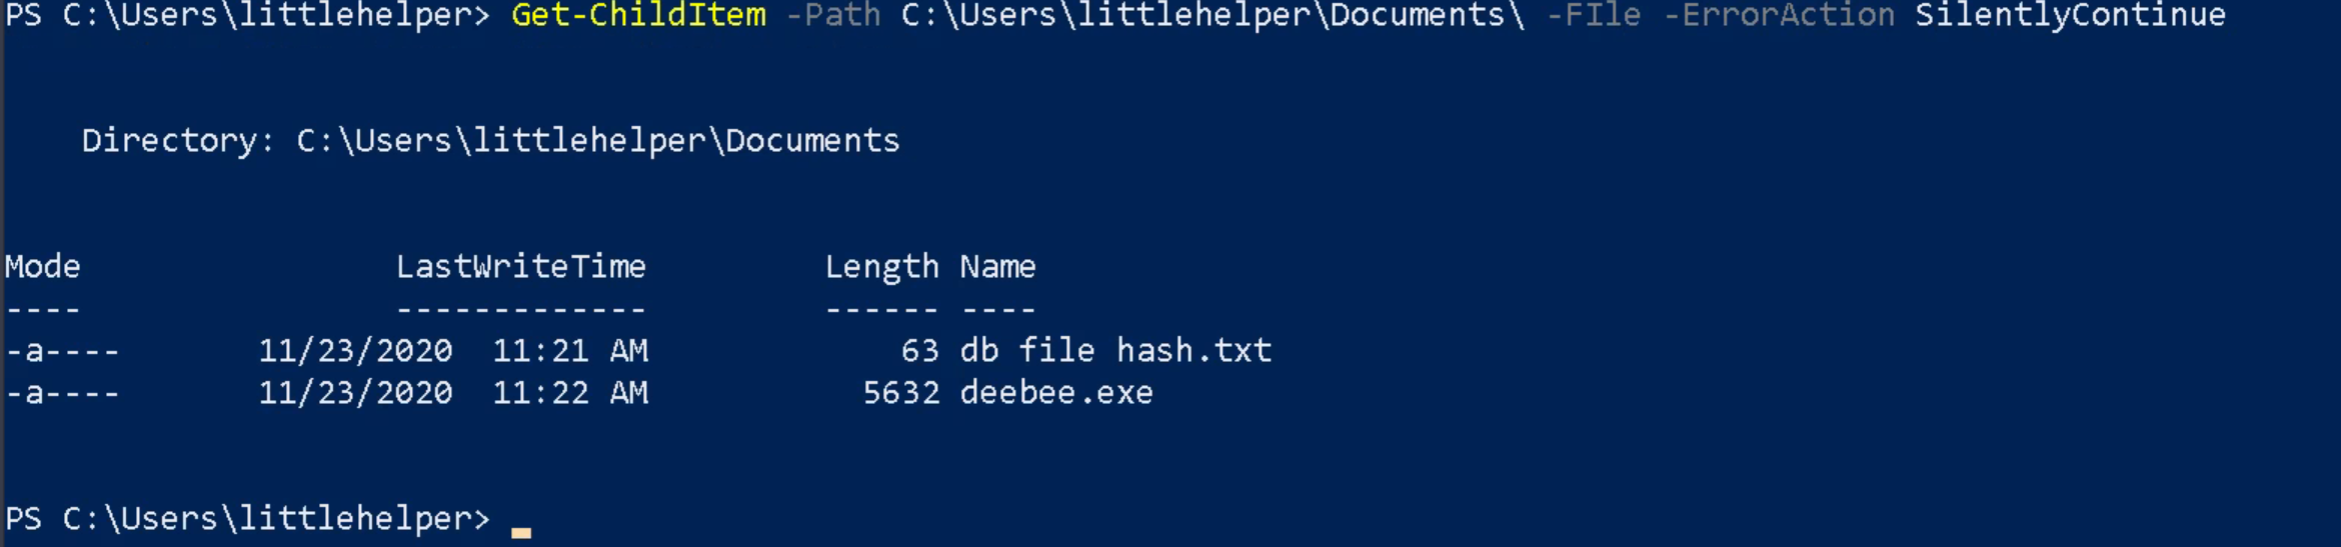 PS C:\Users\littlehelper> Get-ChildItem -Path C:\Users\littlehelper\Documents\ -FIle -ErrorAction SilentlyContinue
Directory: C:\Users\littlehelper\Documents
Mode                LastWriteTime         Length Name
----                -------------         ------ ----
-a----       11/23/2020  11:21 AM             63 db file hash.txt
-a----       11/23/2020  11:22 AM           5632 deebee.exe
PS C:\Users\littlehelper>